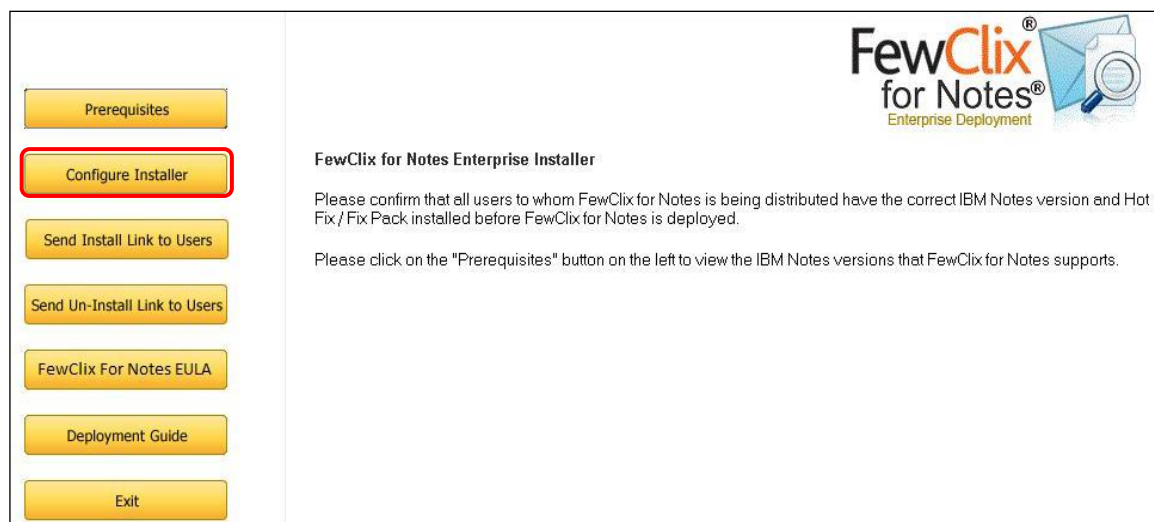 FewClix®
for Notes®
Enterprise Deployment
Prerequisites
Configure Installer
Send Install Link to Users
Send Un-Install Link to Users
FewClix For Notes EULA
Deployment Guide
Exit
FewClix for Notes Enterprise Installer
Please confirm that all users to whom FewClix for Notes is being distributed have the correct IBM Notes version and Hot
Fix / Fix Pack installed before FewClix for Notes is deployed.
Please click on the "Prerequisites" button on the left to view the IBM Notes versions that FewClix for Notes supports.